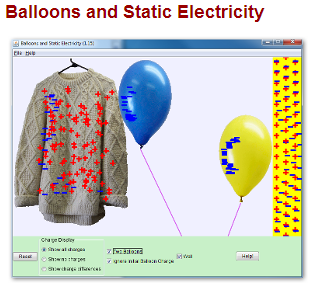 Balloons and Static Electricity
Balloons and Static Electricity (1.15)
File Help
Charge Display
Show all charges
Show no charges
Show charge differences
Two Balloons
Ignore Initial Balloon Charge
Wall
Reset
Help!